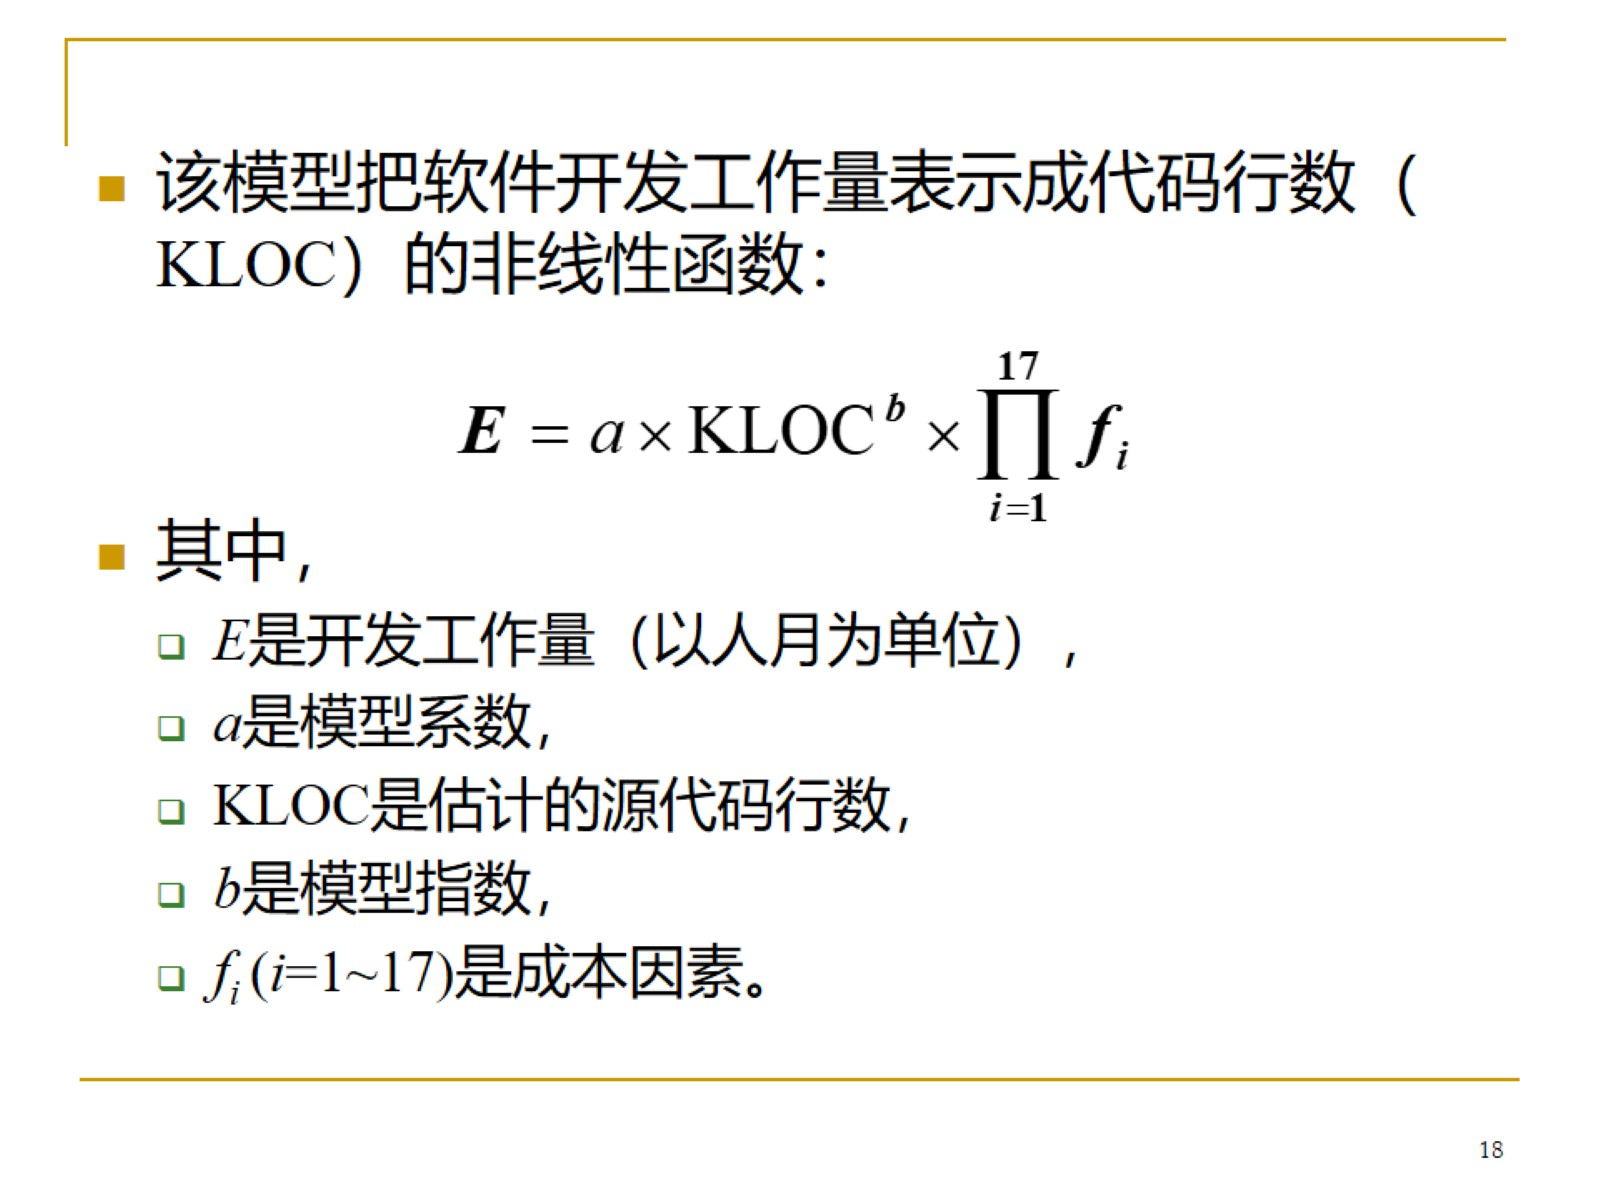 该模型把软件开发工作量表示成代码行数（
KLOC）的非线性函数：
E = a × KLOC^b × ∏_{i=1}^{17} f_i
其中，
E是开发工作量（以人月为单位），
a是模型系数，
KLOC是估计的源代码行数，
b是模型指数，
f_i (i=1~17)是成本因素。
18